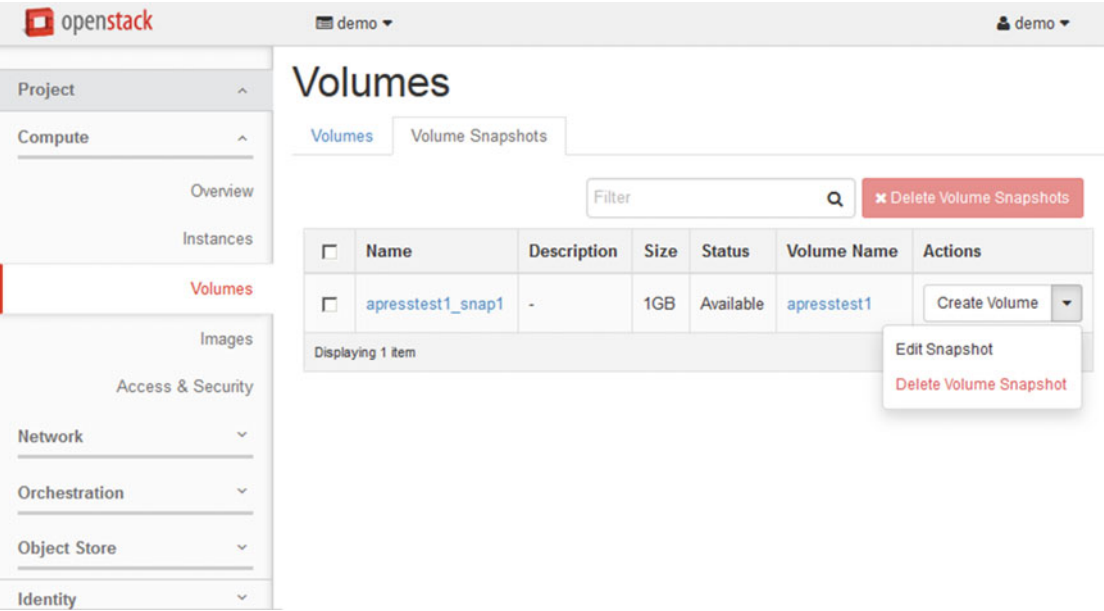 openstack
demo
demo
Project
Compute
Overview
Instances
Volumes
Images
Access & Security
Network
Orchestration
Object Store
Identity
Volumes
Volumes Volume Snapshots
Filter Delete Volume Snapshots
Name Description Size Status Volume Name Actions
apresstest1_snap1 - 1GB Available apresstest1 Create Volume
Displaying 1 item
Edit Snapshot
Delete Volume Snapshot